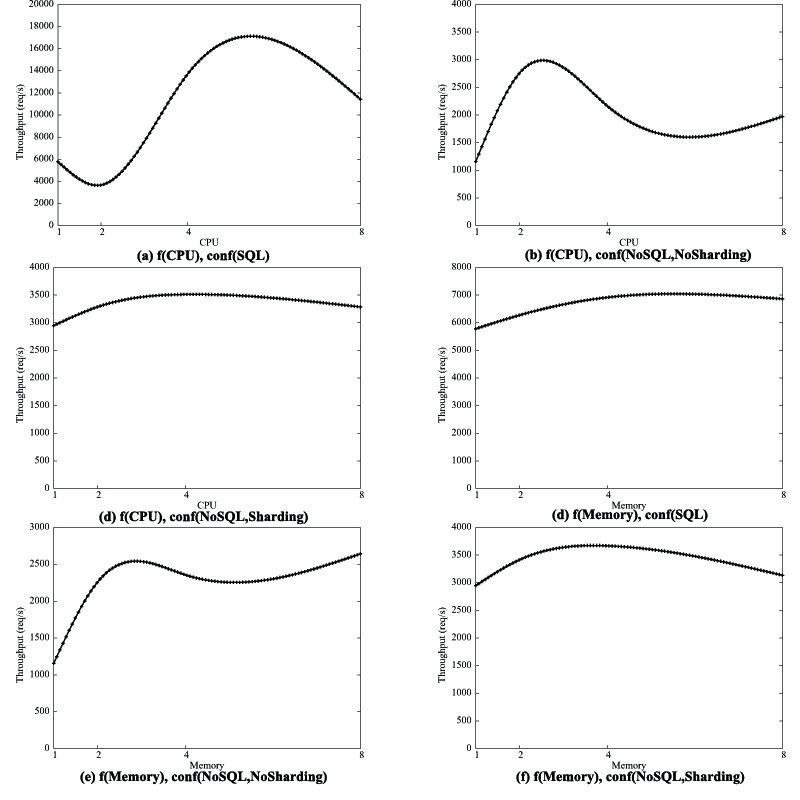 20000
18000
16000
14000
12000
10000
8000
6000
4000
2000
0
Throughput (req/s)
1 2 4 8
CPU
(a) f(CPU), conf(SQL)
4000
3500
3000
2500
2000
1500
1000
500
0
Throughput (req/s)
1 2 4 8
CPU
(b) f(CPU), conf(NoSQL,NoSharding)
4000
3500
3000
2500
2000
1500
1000
500
0
Throughput (req/s)
1 2 4 8
CPU
(d) f(CPU), conf(NoSQL,Sharding)
8000
7000
6000
5000
4000
3000
2000
1000
0
Throughput (req/s)
1 2 4 8
Memory
(d) f(Memory), conf(SQL)
3000
2500
2000
1500
1000
500
0
Throughput (req/s)
1 2 4 8
Memory
(e) f(Memory), conf(NoSQL,NoSharding)
4000
3500
3000
2500
2000
1500
1000
500
0
Throughput (req/s)
1 2 4 8
Memory
(f) f(Memory), conf(NoSQL,Sharding)